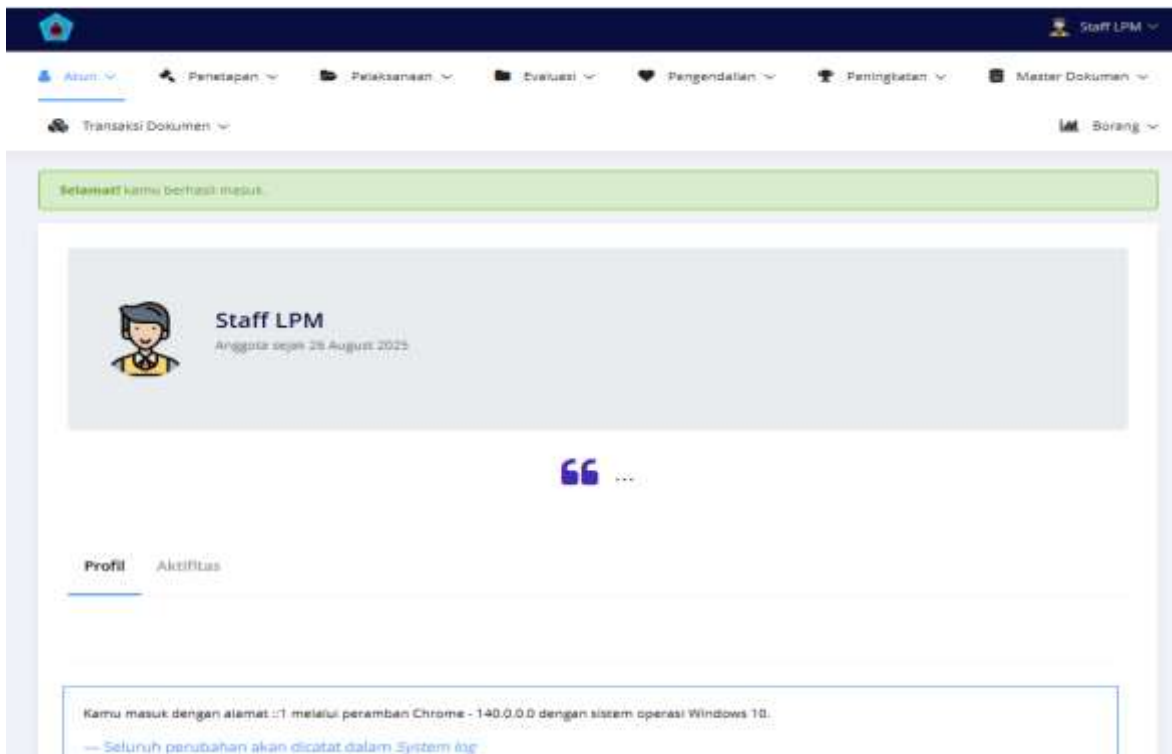 Staff LPM
Akun Penetapan Pelaksanaan Evaluasi Pengendalian Peningkatan Master Dokumen
Transaksi Dokumen Borang
Selamat! kamu berhasil masuk.
Staff LPM
Anggota sejak 26 August 2025
“ ...
Profil Aktifitas
Kamu masuk dengan alamat ::1 melalui peramban Chrome - 140.0.0.0 dengan sistem operasi Windows 10.
— Seluruh perubahan akan dicatat dalam System log